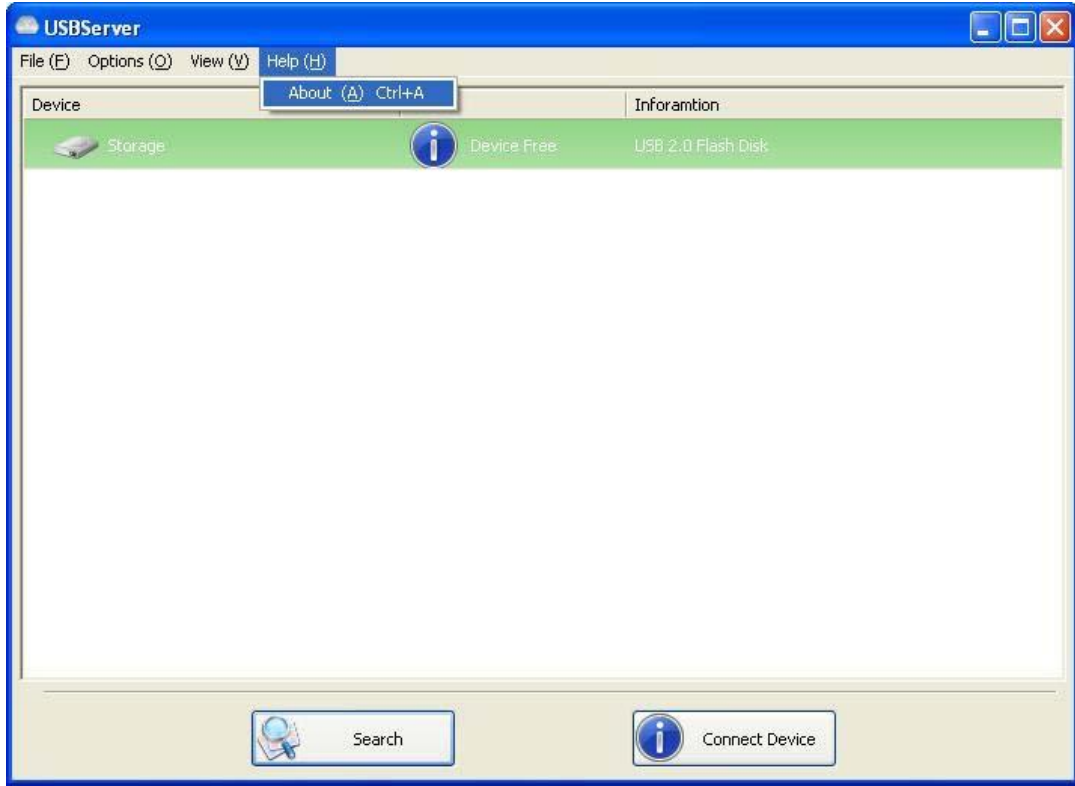 USBServer
File (F) Options (O) View (V) Help (H)
About (A) Ctrl+A
Device Inforamtion
Storage Device Free USB 2.0 Flash Disk
Search Connect Device